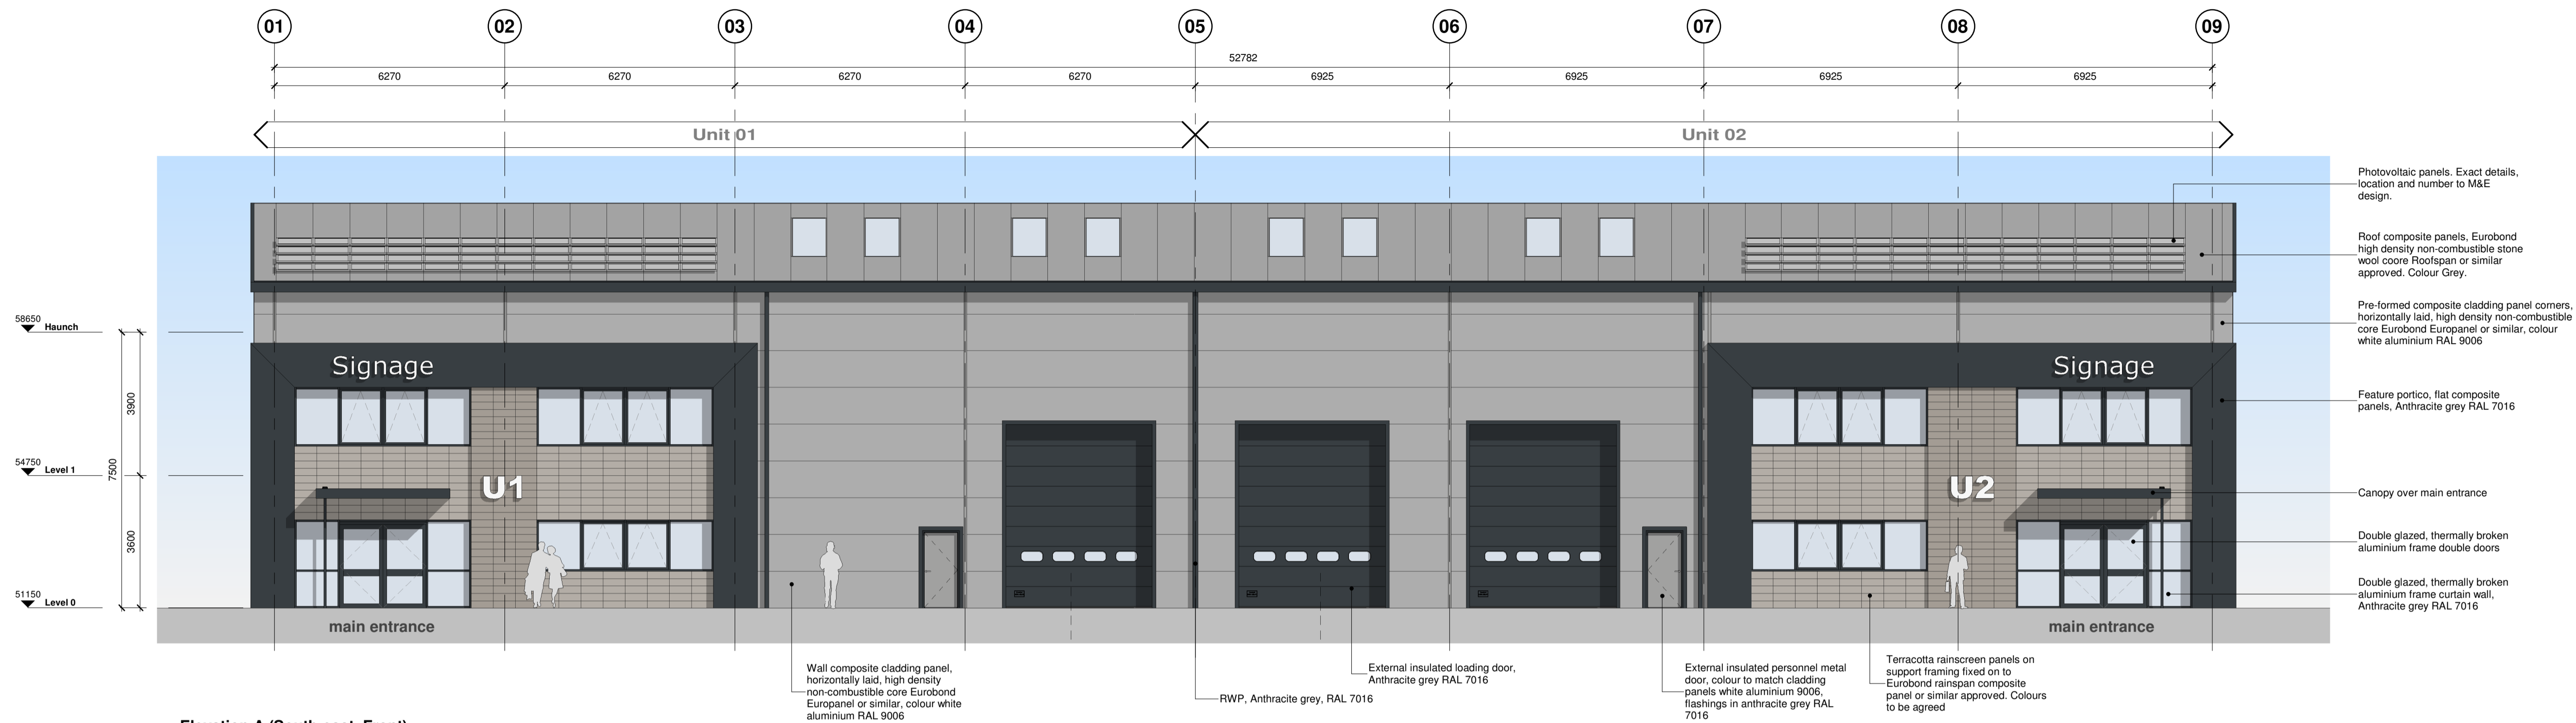 01 02 03 04 05 06 07 08 09
52782
6270 6270 6270 6270 6925 6925 6925 6925
Unit 01 Unit 02
Photovoltaic panels. Exact details,
location and number to M&E
design.
Roof composite panels, Eurobond
high density non-combustible stone
wool coore Roofspan or similar
approved. Colour Grey.
Pre-formed composite cladding panel corners,
horizontally laid, high density non-combustible
core Eurobond Europanel or similar, colour
white aluminium RAL 9006
58650 Haunch
Signage Signage
3900
Feature portico, flat composite
panels, Anthracite grey RAL 7016
54750 Level 1
7500
U1 U2
Canopy over main entrance
3600
Double glazed, thermally broken
aluminium frame double doors
Double glazed, thermally broken
aluminium frame curtain wall,
Anthracite grey RAL 7016
51150 Level 0
main entrance main entrance
Wall composite cladding panel,
horizontally laid, high density
non-combustible core Eurobond
Europanel or similar, colour white
aluminium RAL 9006
RWP, Anthracite grey, RAL 7016
External insulated loading door,
Anthracite grey RAL 7016
External insulated personnel metal
door, colour to match cladding
panels white aluminium 9006,
flashings in anthracite grey RAL
7016
Terracotta rainscreen panels on
support framing fixed on to
Eurobond rainspan composite
panel or similar approved. Colours
to be agreed
Elevation A (South east, Front)